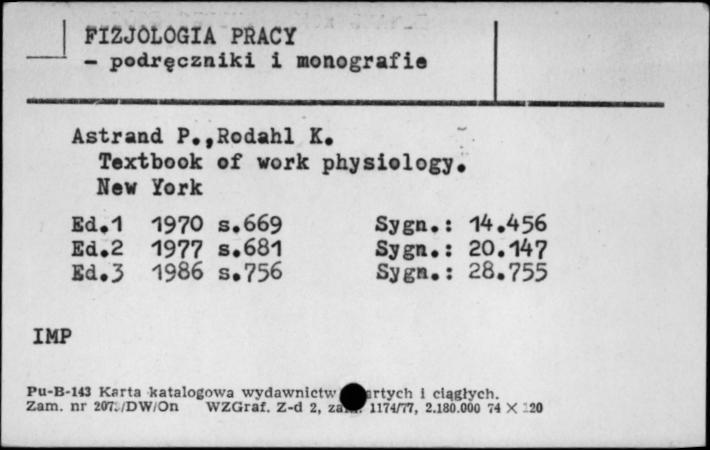 FIZJOLOGIA PRACY
- podręczniki i monografie
Astrand P.,Rodahl K.
Textbook of work physiology.
New York
Ed.1 1970 s.669 Sygn.: 14.456
Ed.2 1977 s.681 Sygn.: 20.147
Ed.3 1986 s.756 Sygn.: 28.755
IMP
Pu-B-143 Karta katalogowa wydawnictw i ciągłych.
Zam. nr WZGraf. Z-d 2, 1174/77, 2.180.000 74 X